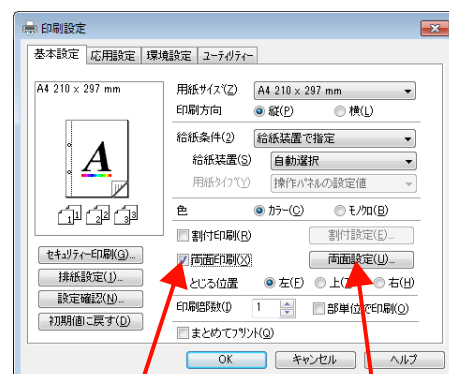 印刷設定
基本設定 応用設定 環境設定 ユーティリティー
A4 210 x 297 mm
A
1 1 2 2 3 3
セキュリティー印刷(G)...
排紙設定(1)...
設定確認(N)...
初期値に戻す(D)
用紙サイズ(Z) A4 210 x 297 mm
印刷方向 縦(P) 横(L)
給紙条件(2) 給紙装置で指定
給紙装置(S) 自動選択
用紙タイプ(Y) 操作パネルの設定値
色 カラー(C) モノクロ(B)
割付印刷(R) 割付設定(E)...
両面印刷(X) 両面設定(U)...
とじる位置 左(F) 上(T) 右(H)
印刷部数(I) 1 部単位で印刷(O)
まとめてプリント(Q)
OK キャンセル ヘルプ